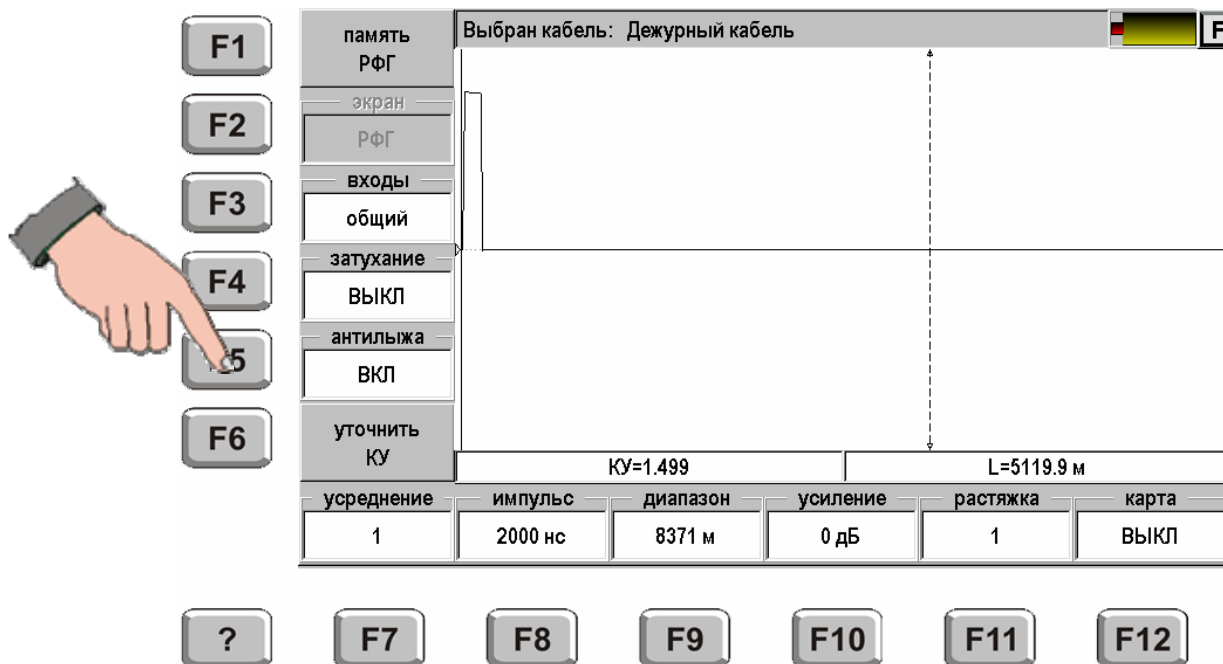 F1
F2
F3
F4
5
F6
память
РФГ
экран
РФГ
входы
общий
затухание
ВЫКЛ
антилыжа
ВКЛ
уточнить
КУ
Выбран кабель: Дежурный кабель
F
КУ=1.499
L=5119.9 м
усреднение
1
импульс
2000 нс
диапазон
8371 м
усиление
0 дБ
растяжка
1
карта
ВЫКЛ
?
F7
F8
F9
F10
F11
F12